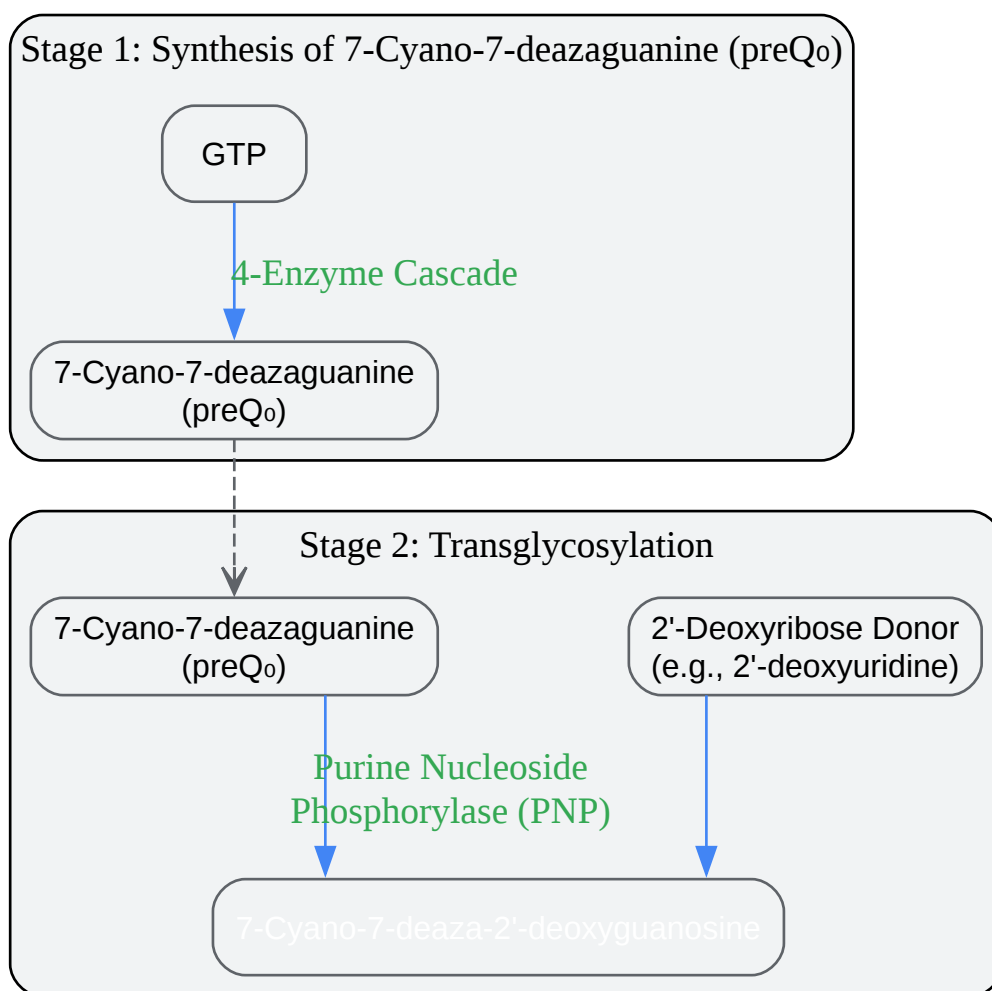 Stage 1: Synthesis of 7-Cyano-7-deazaguanine (preQ₀)
GTP
4-Enzyme Cascade
7-Cyano-7-deazaguanine
(preQ₀)
Stage 2: Transglycosylation
7-Cyano-7-deazaguanine
(preQ₀)
2'-Deoxyribose Donor
(e.g., 2'-deoxyuridine)
Purine Nucleoside
Phosphorylase (PNP)
7-Cyano-7-deaza-2'-deoxyguanosine